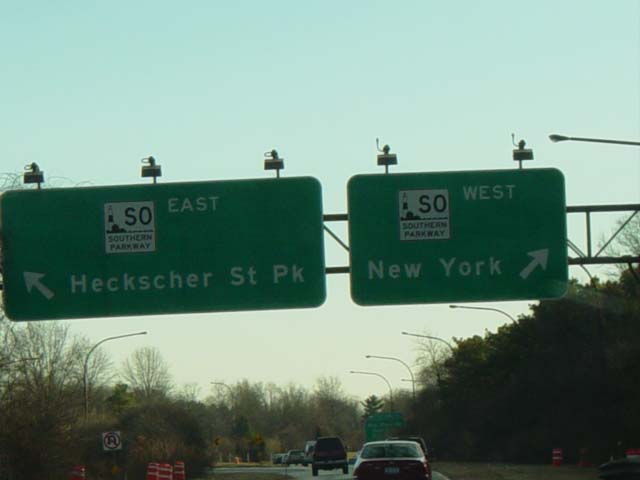 EAST
SO
SOUTHERN
PARKWAY
Heckscher St Pk
WEST
SO
SOUTHERN
PARKWAY
New York